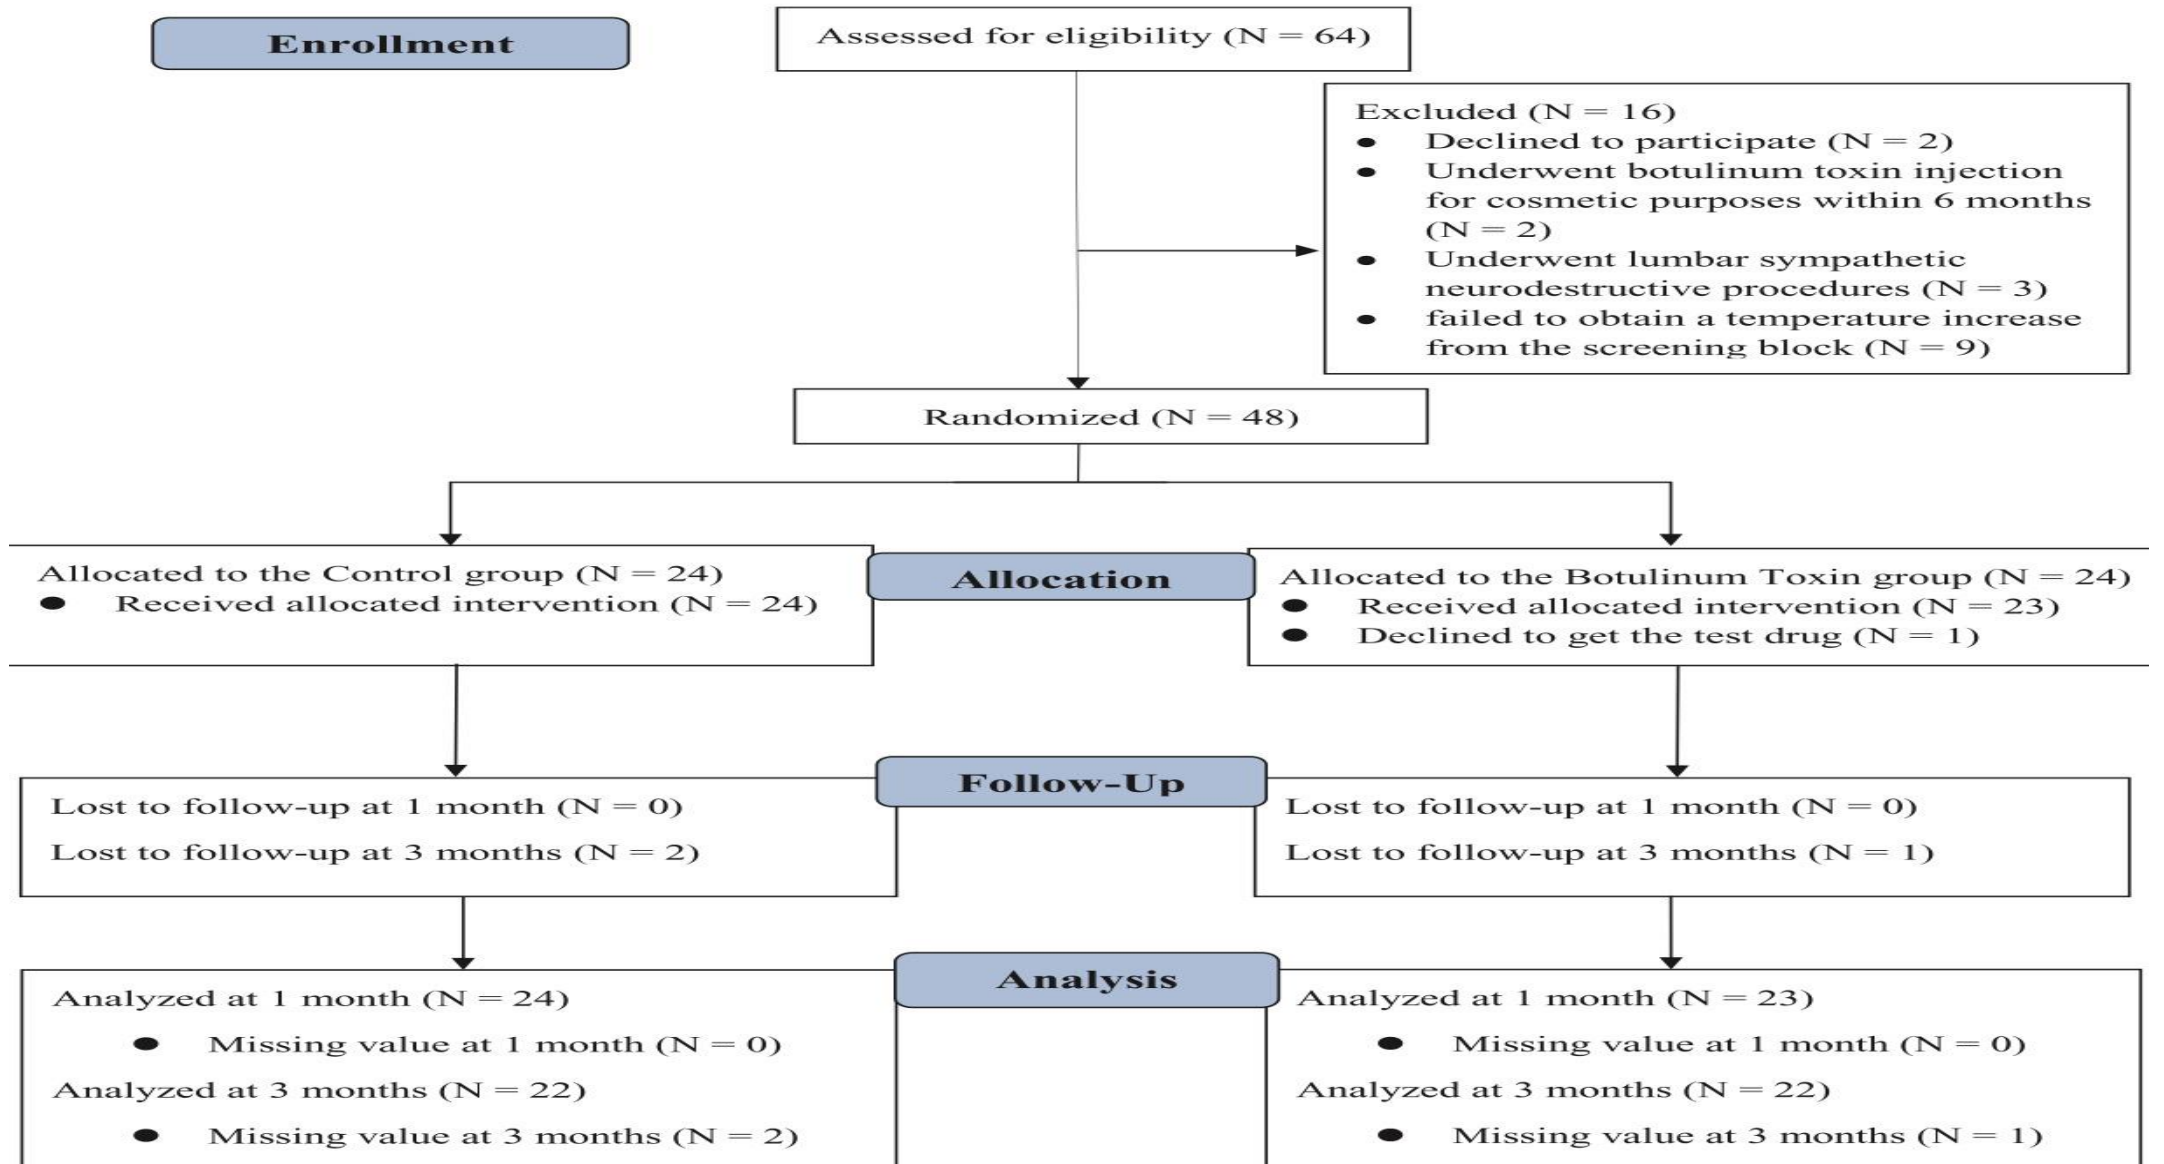 Enrollment
Assessed for eligibility (N = 64)
Excluded (N = 16)
● Declined to participate (N = 2)
● Underwent botulinum toxin injection
for cosmetic purposes within 6 months
(N = 2)
● Underwent lumbar sympathetic
neurodestructive procedures (N = 3)
● failed to obtain a temperature increase
from the screening block (N = 9)
Randomized (N = 48)
Allocation
Allocated to the Control group (N = 24)
● Received allocated intervention (N = 24)
Allocated to the Botulinum Toxin group (N = 24)
● Received allocated intervention (N = 23)
● Declined to get the test drug (N = 1)
Follow-Up
Lost to follow-up at 1 month (N = 0)
Lost to follow-up at 3 months (N = 2)
Lost to follow-up at 1 month (N = 0)
Lost to follow-up at 3 months (N = 1)
Analysis
Analyzed at 1 month (N = 24)
● Missing value at 1 month (N = 0)
Analyzed at 3 months (N = 22)
● Missing value at 3 months (N = 2)
Analyzed at 1 month (N = 23)
● Missing value at 1 month (N = 0)
Analyzed at 3 months (N = 22)
● Missing value at 3 months (N = 1)